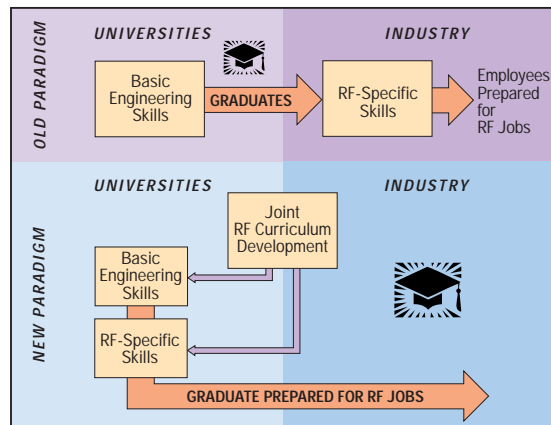 OLD PARADIGM
UNIVERSITIES
INDUSTRY
Basic
Engineering
Skills
GRADUATES
RF-Specific
Skills
Employees
Prepared
for
RF Jobs
NEW PARADIGM
UNIVERSITIES
INDUSTRY
Joint
RF Curriculum
Development
Basic
Engineering
Skills
RF-Specific
Skills
GRADUATE PREPARED FOR RF JOBS